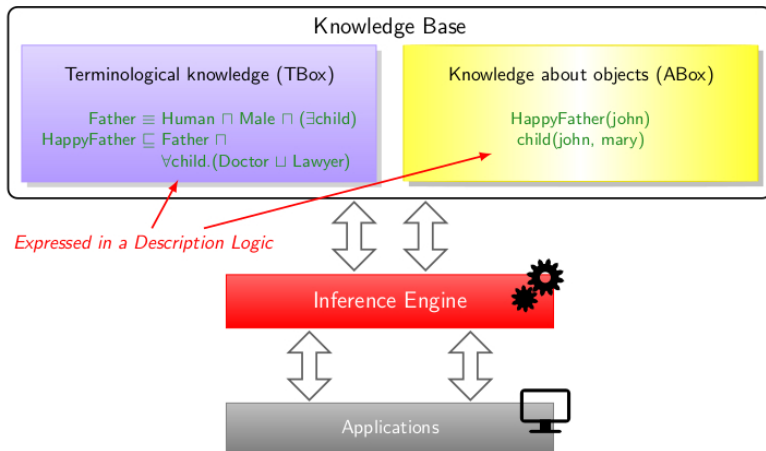 Knowledge Base
Terminological knowledge (TBox)
Father ≡ Human ⊓ Male ⊓ (∃child)
HappyFather ⊑ Father ⊓
∀child.(Doctor ⊔ Lawyer)
Knowledge about objects (ABox)
HappyFather(john)
child(john, mary)
Expressed in a Description Logic
Inference Engine
Applications